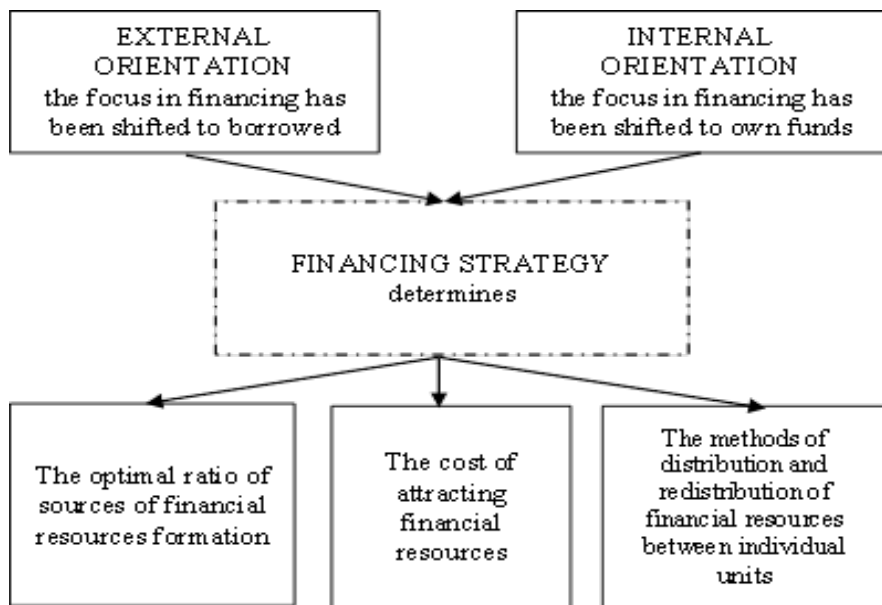 EXTERNAL
ORIENTATION
the focus in financing has
been shifted to borrowed
INTERNAL
ORIENTATION
the focus in financing has
been shifted to own funds
FINANCING STRATEGY
determines
The optimal ratio of
sources of financial
resources formation
The cost of
attracting
financial
resources
The methods of
distribution and
redistribution of
financial resources
between individual
units